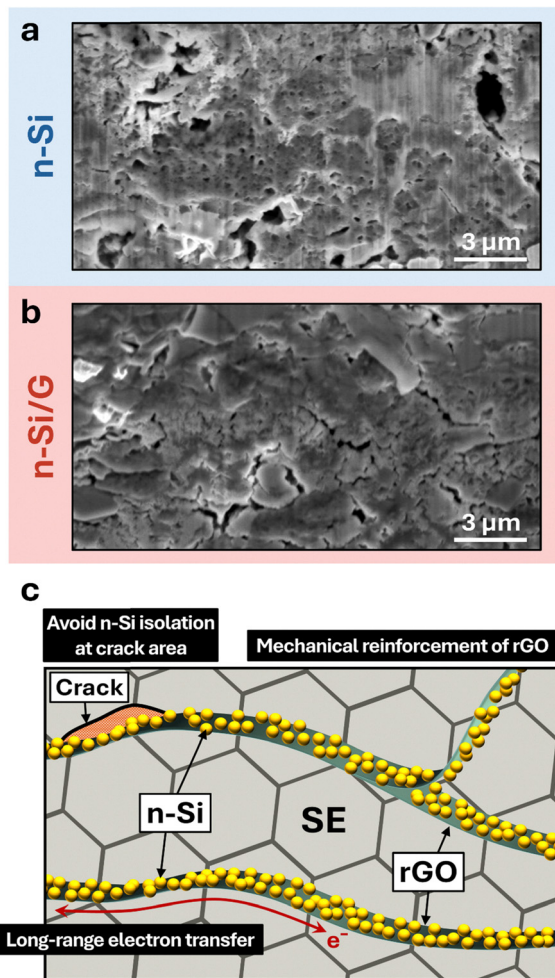 a
n-Si
3 µm
b
n-Si/G
3 µm
c
Avoid n-Si isolation
at crack area
Mechanical reinforcement of rGO
Crack
n-Si
SE
rGO
Long-range electron transfer
e⁻